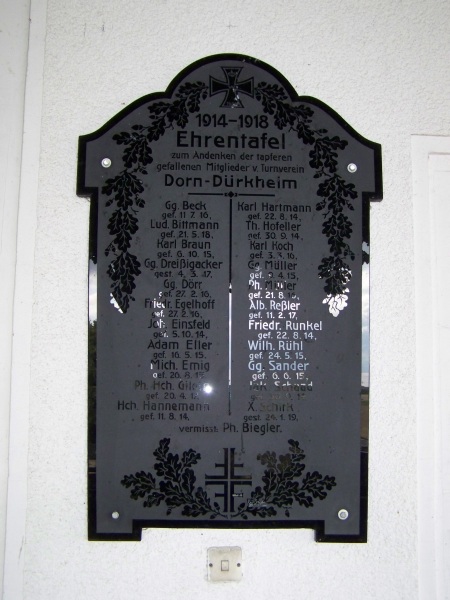 1914-1918
Ehrentafel
zum Andenken der tapferen
gefallenen Mitglieder v. Turnverein
Dorn-Dürkheim
Gg. Beck
gef. 11. 7. 16,
Lud. Bittmann
gef. 21. 5. 18,
Karl Braun
gef. 6. 10. 15,
Gg. Dreißigacker
gest. 4. 3. 17,
Gg. Dörr
gef. 27. 2. 16,
Friedr. Egelhoff
gef. 27. 2. 16,
Joh. Einsfeld
5. 10. 14,
Adam Eller
gef. 16. 5. 15,
Mich. Emig
gef. 20. 8.
Ph. Hch.
gef. 20. 4.
Hch. Hannemann
gef. 11. 8. 14,
Karl Hartmann
gef. 22. 8. 14,
Th. Hofeller
gef. 30. 9. 14,
Karl Koch
gef. 3. 16,
Gg. Müller
4. 15,
Ph. Müller
gef. 21. 8.
Alb. Reßler
gef. 11. 2. 17,
Friedr. Runkel
gef. 22. 8. 14,
Wilh. Rühl
gef. 24. 5. 15,
Gg. Sander
gef. 6. 6. 15,
X.
gest. 24. 1. 19,
vermisst. Ph. Biegler.